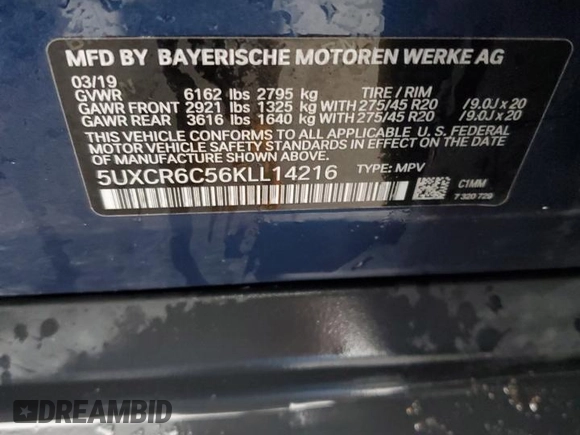 MFD BY BAYERISCHE MOTOREN WERKE AG
03/19
GVWR 6162 lbs 2795 kg TIRE / RIM
GAWR FRONT 2921 lbs 1325 kg WITH 275/45 R20 /9.0J x 20
GAWR REAR 3616 lbs 1640 kg WITH 275/45 R20 /9.0J x 20
THIS VEHICLE CONFORMS TO ALL APPLICABLE U. S. FEDERAL
MOTOR VEHICLE SAFETY STANDARDS IN EFFECT ON THE DATE
OF MANUFACTURE SHOWN ABOVE.
5UXCR6C56KLL14216 TYPE: MPV
C1MM
7 320 726
DREAMBID